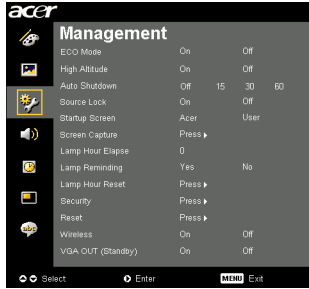 acer
Management
ECO Mode On Off
High Altitude On Off
Auto Shutdown Off 15 30 60
Source Lock On Off
Startup Screen Acer User
Screen Capture Press
Lamp Hour Elapse 0
Lamp Reminding Yes No
Lamp Hour Reset Press
Security Press
Reset Press
Wireless On Off
VGA OUT (Standby) On Off
abc
Select Enter MENU Exit